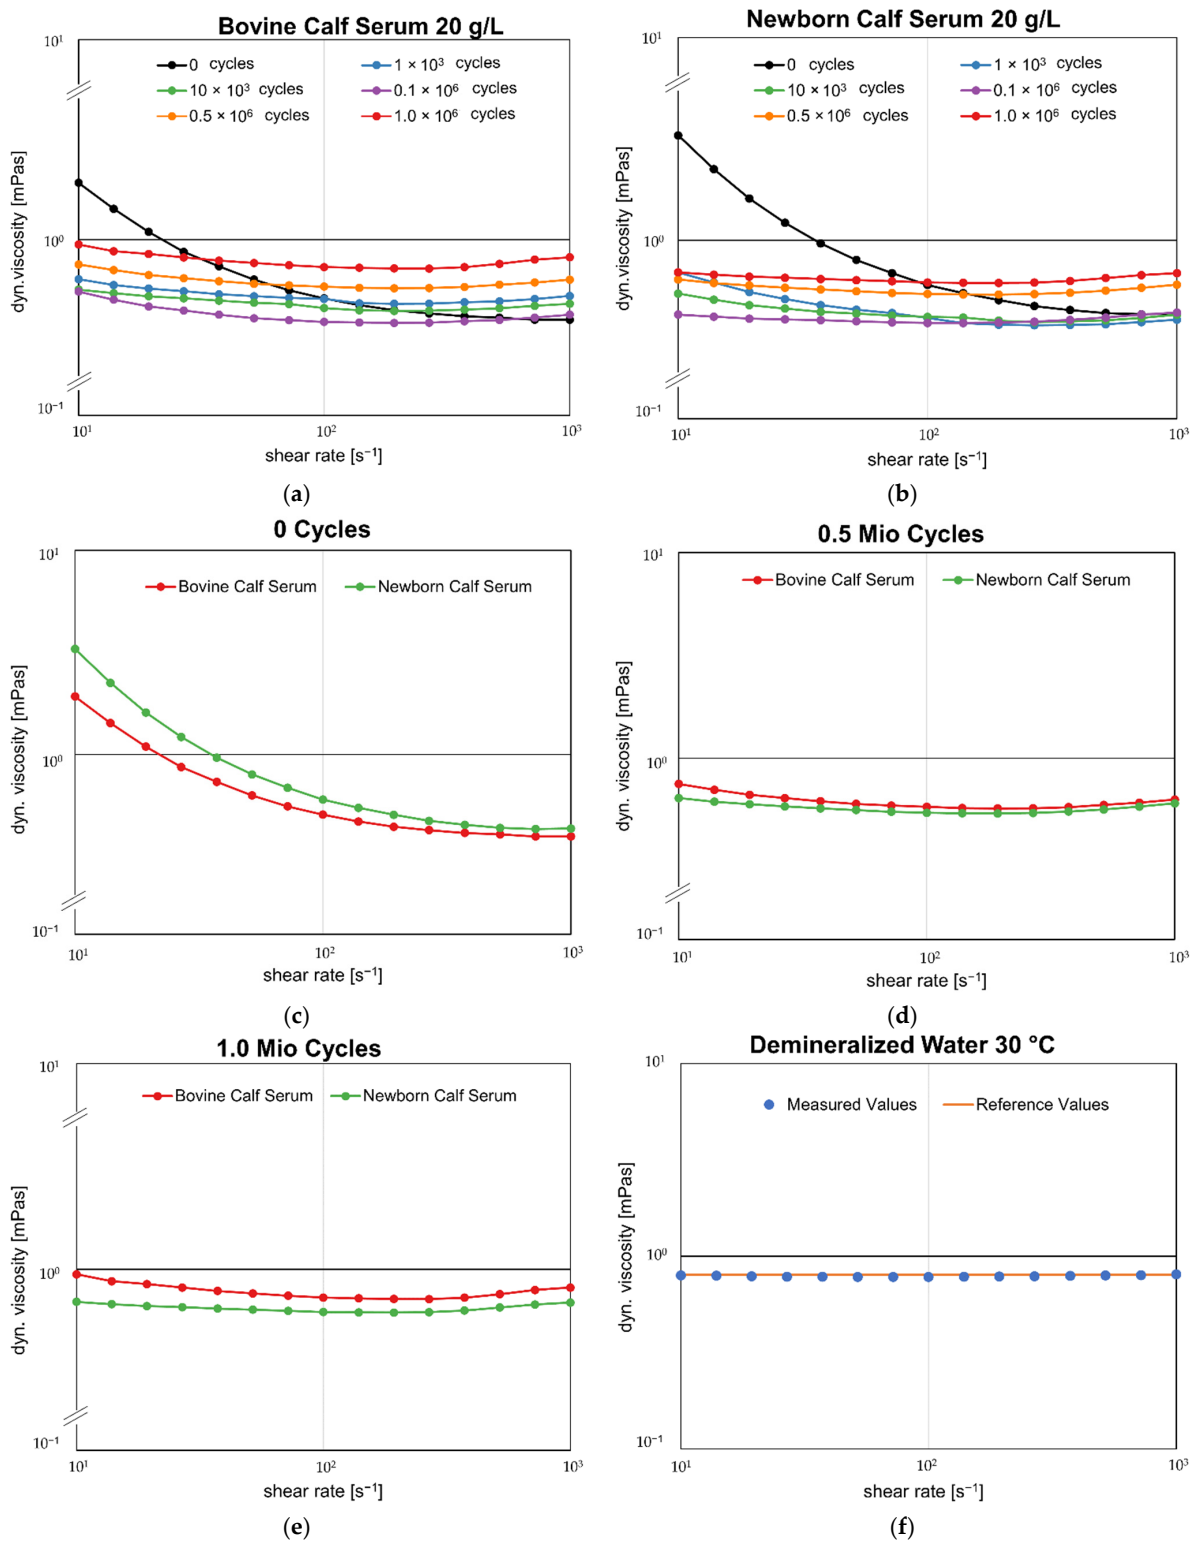 Bovine Calf Serum 20 g/L
10¹
0 cycles
1 × 10³ cycles
10 × 10³ cycles
0.1 × 10⁶ cycles
0.5 × 10⁶ cycles
1.0 × 10⁶ cycles
dyn.viscosity [mPas]
10⁰
10⁻¹
10¹
10²
10³
shear rate [s⁻¹]
(a)
Newborn Calf Serum 20 g/L
10¹
0 cycles
1 × 10³ cycles
10 × 10³ cycles
0.1 × 10⁶ cycles
0.5 × 10⁶ cycles
1.0 × 10⁶ cycles
dyn.viscosity [mPas]
10⁰
10⁻¹
10¹
10²
10³
shear rate [s⁻¹]
(b)
0 Cycles
10¹
Bovine Calf Serum
Newborn Calf Serum
dyn. viscosity [mPas]
10⁰
10⁻¹
10¹
10²
10³
shear rate [s⁻¹]
(c)
0.5 Mio Cycles
10¹
Bovine Calf Serum
Newborn Calf Serum
dyn. viscosity [mPas]
10⁰
10⁻¹
10¹
10²
10³
shear rate [s⁻¹]
(d)
1.0 Mio Cycles
10¹
Bovine Calf Serum
Newborn Calf Serum
dyn. viscosity [mPas]
10⁰
10⁻¹
10¹
10²
10³
shear rate [s⁻¹]
(e)
Demineralized Water 30 °C
10¹
Measured Values
Reference Values
dyn. viscosity [mPas]
10⁰
10⁻¹
10¹
10²
10³
shear rate [s⁻¹]
(f)